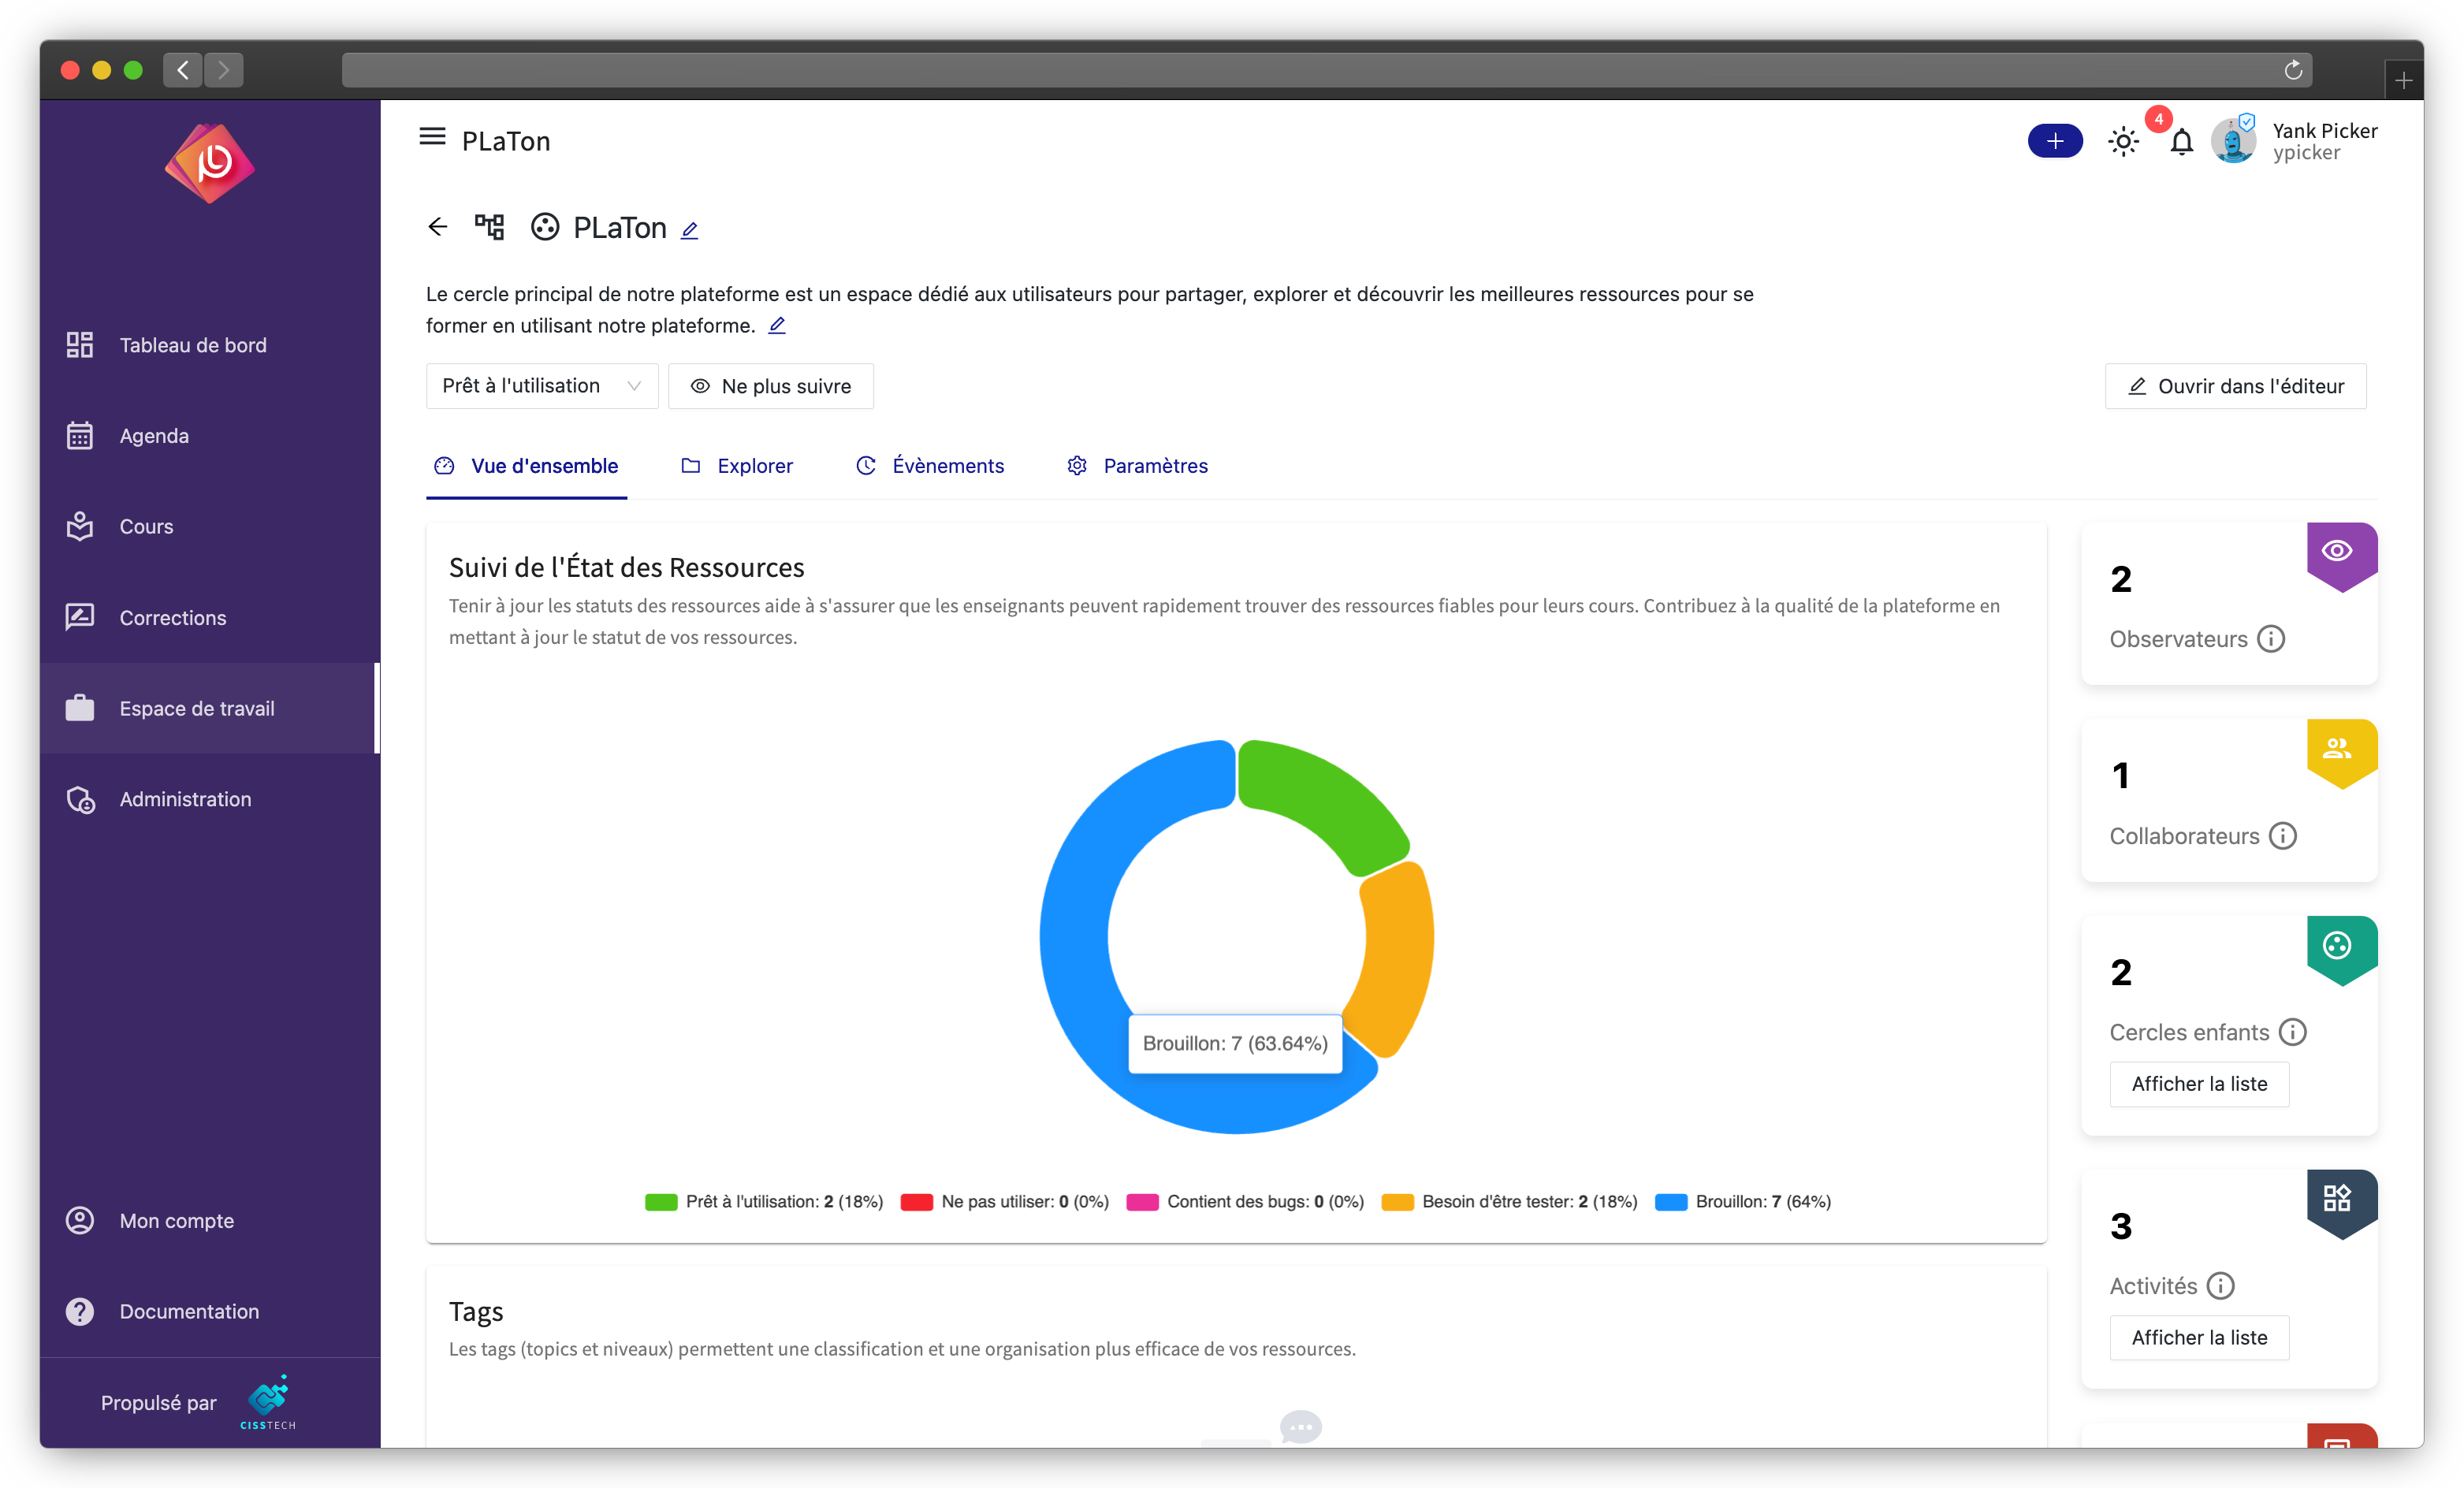 PLaTon
4
Yank Picker
ypicker
PLaTon
Le cercle principal de notre plateforme est un espace dédié aux utilisateurs pour partager, explorer et découvrir les meilleures ressources pour se
former en utilisant notre plateforme.
Prêt à l'utilisation
Ne plus suivre
Ouvrir dans l'éditeur
Vue d'ensemble
Explorer
Évènements
Paramètres
Tableau de bord
Agenda
Cours
Corrections
Espace de travail
Administration
Mon compte
Documentation
Propulsé par
CISSTECH
Suivi de l'État des Ressources
Tenir à jour les statuts des ressources aide à s'assurer que les enseignants peuvent rapidement trouver des ressources fiables pour leurs cours. Contribuez à la qualité de la plateforme en
mettant à jour le statut de vos ressources.
Brouillon: 7 (63.64%)
Prêt à l'utilisation: 2 (18%)
Ne pas utiliser: 0 (0%)
Contient des bugs: 0 (0%)
Besoin d'être tester: 2 (18%)
Brouillon: 7 (64%)
Tags
Les tags (topics et niveaux) permettent une classification et une organisation plus efficace de vos ressources.
2
Observateurs
1
Collaborateurs
2
Cercles enfants
Afficher la liste
3
Activités
Afficher la liste